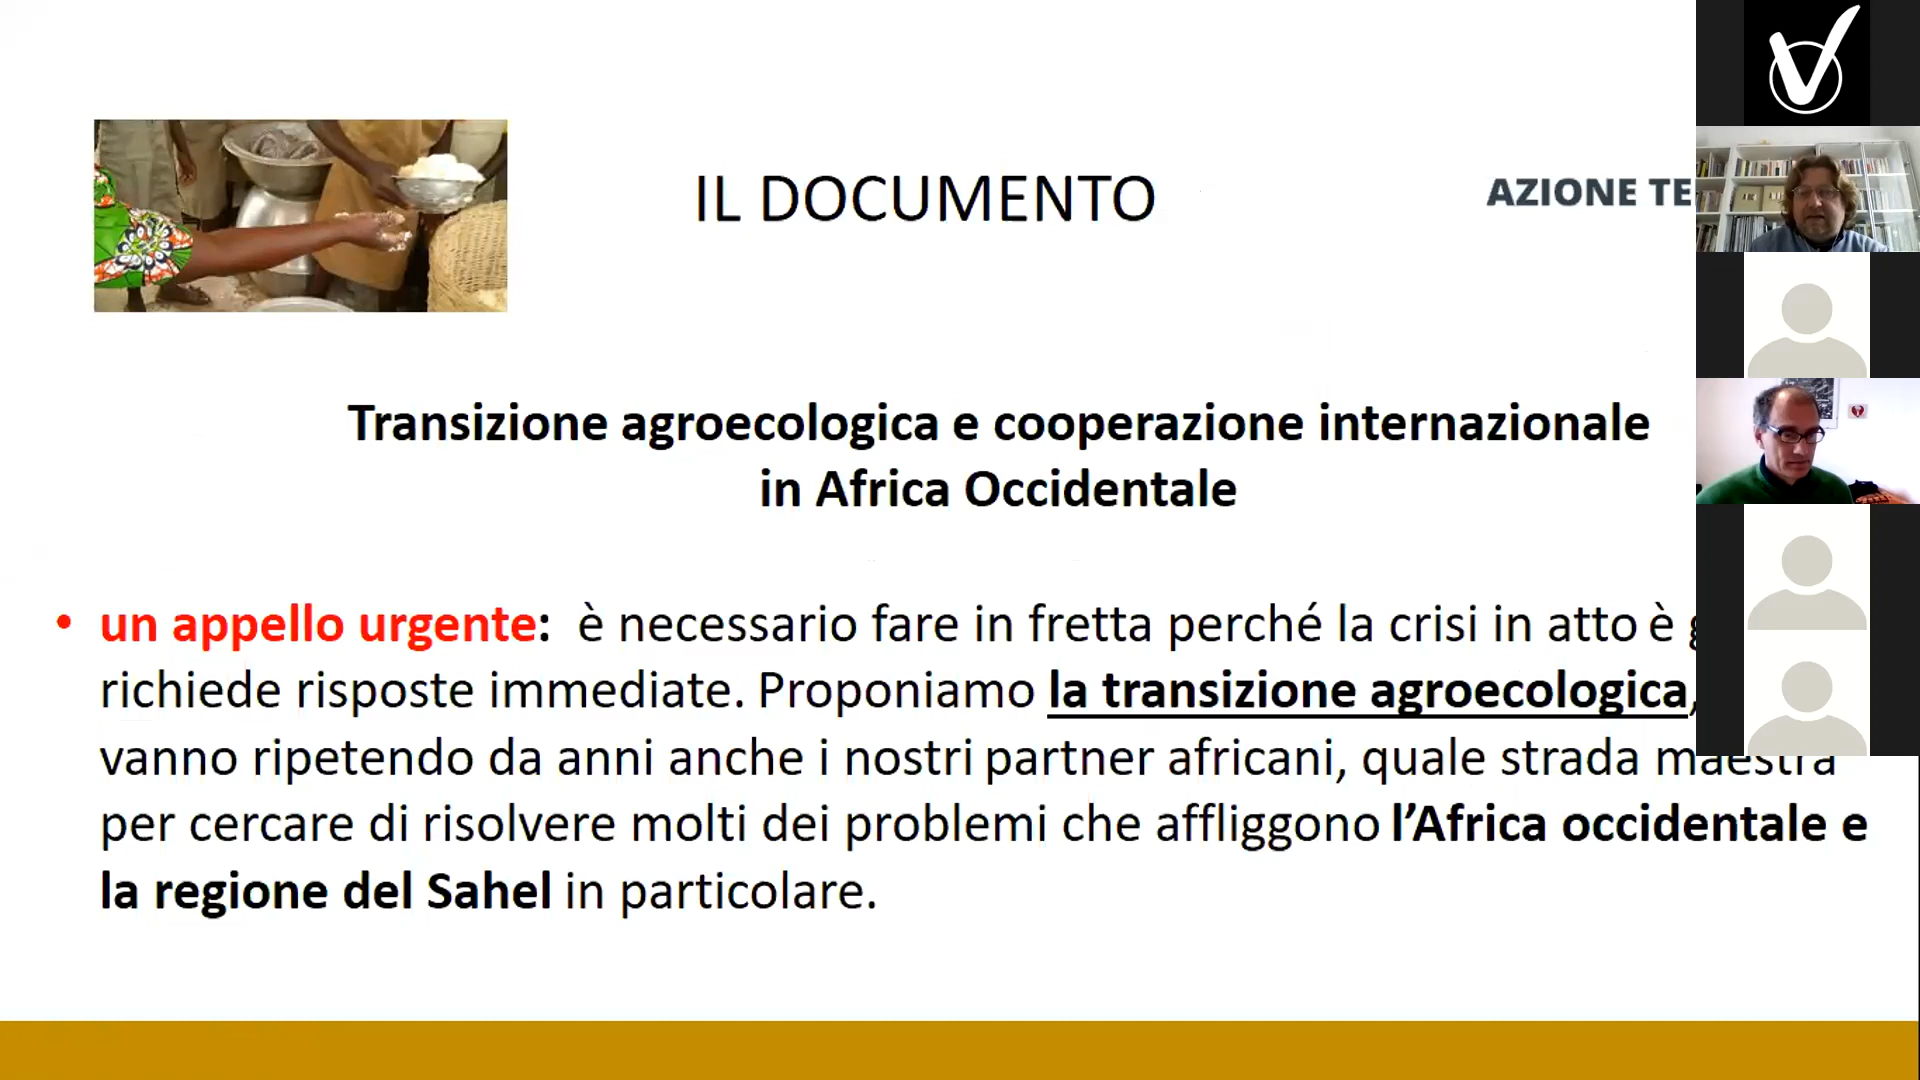 IL DOCUMENTO
AZIONE TE
Transizione agroecologica e cooperazione internazionale
in Africa Occidentale
• un appello urgente: è necessario fare in fretta perché la crisi in atto è
richiede risposte immediate. Proponiamo la transizione agroecologica,
vanno ripetendo da anni anche i nostri partner africani, quale strada maestra
per cercare di risolvere molti dei problemi che affliggono l’Africa occidentale e
la regione del Sahel in particolare.